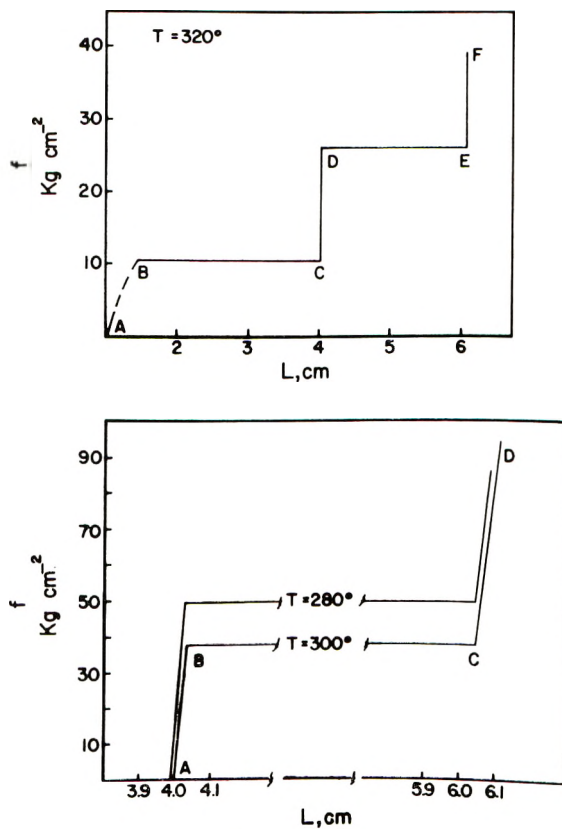 T = 320°
40
30
20
10
f
Kg cm⁻²
A
B
C
D
E
F
2
3
4
5
6
L, cm
90
70
50
30
10
f
Kg cm⁻²
T = 280°
T = 300°
A
B
C
D
3.9
4.0
4.1
5.9
6.0
6.1
L, cm